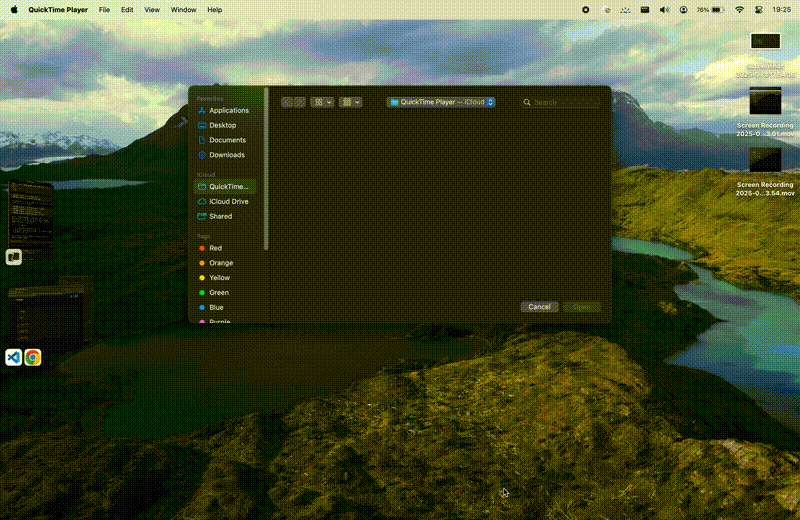 QuickTime Player File Edit View Window Help 76% 19:25
Favorites
Applications
Desktop
Documents
Downloads
iCloud
QuickTime...
iCloud Drive
Shared
Tags
Red
Orange
Yellow
Green
Blue
Purple
QuickTime Player — iCloud
Search
Cancel
Open
Screen Recording
2025-0...3.01.mov
Screen Recording
2025-0...3.54.mov